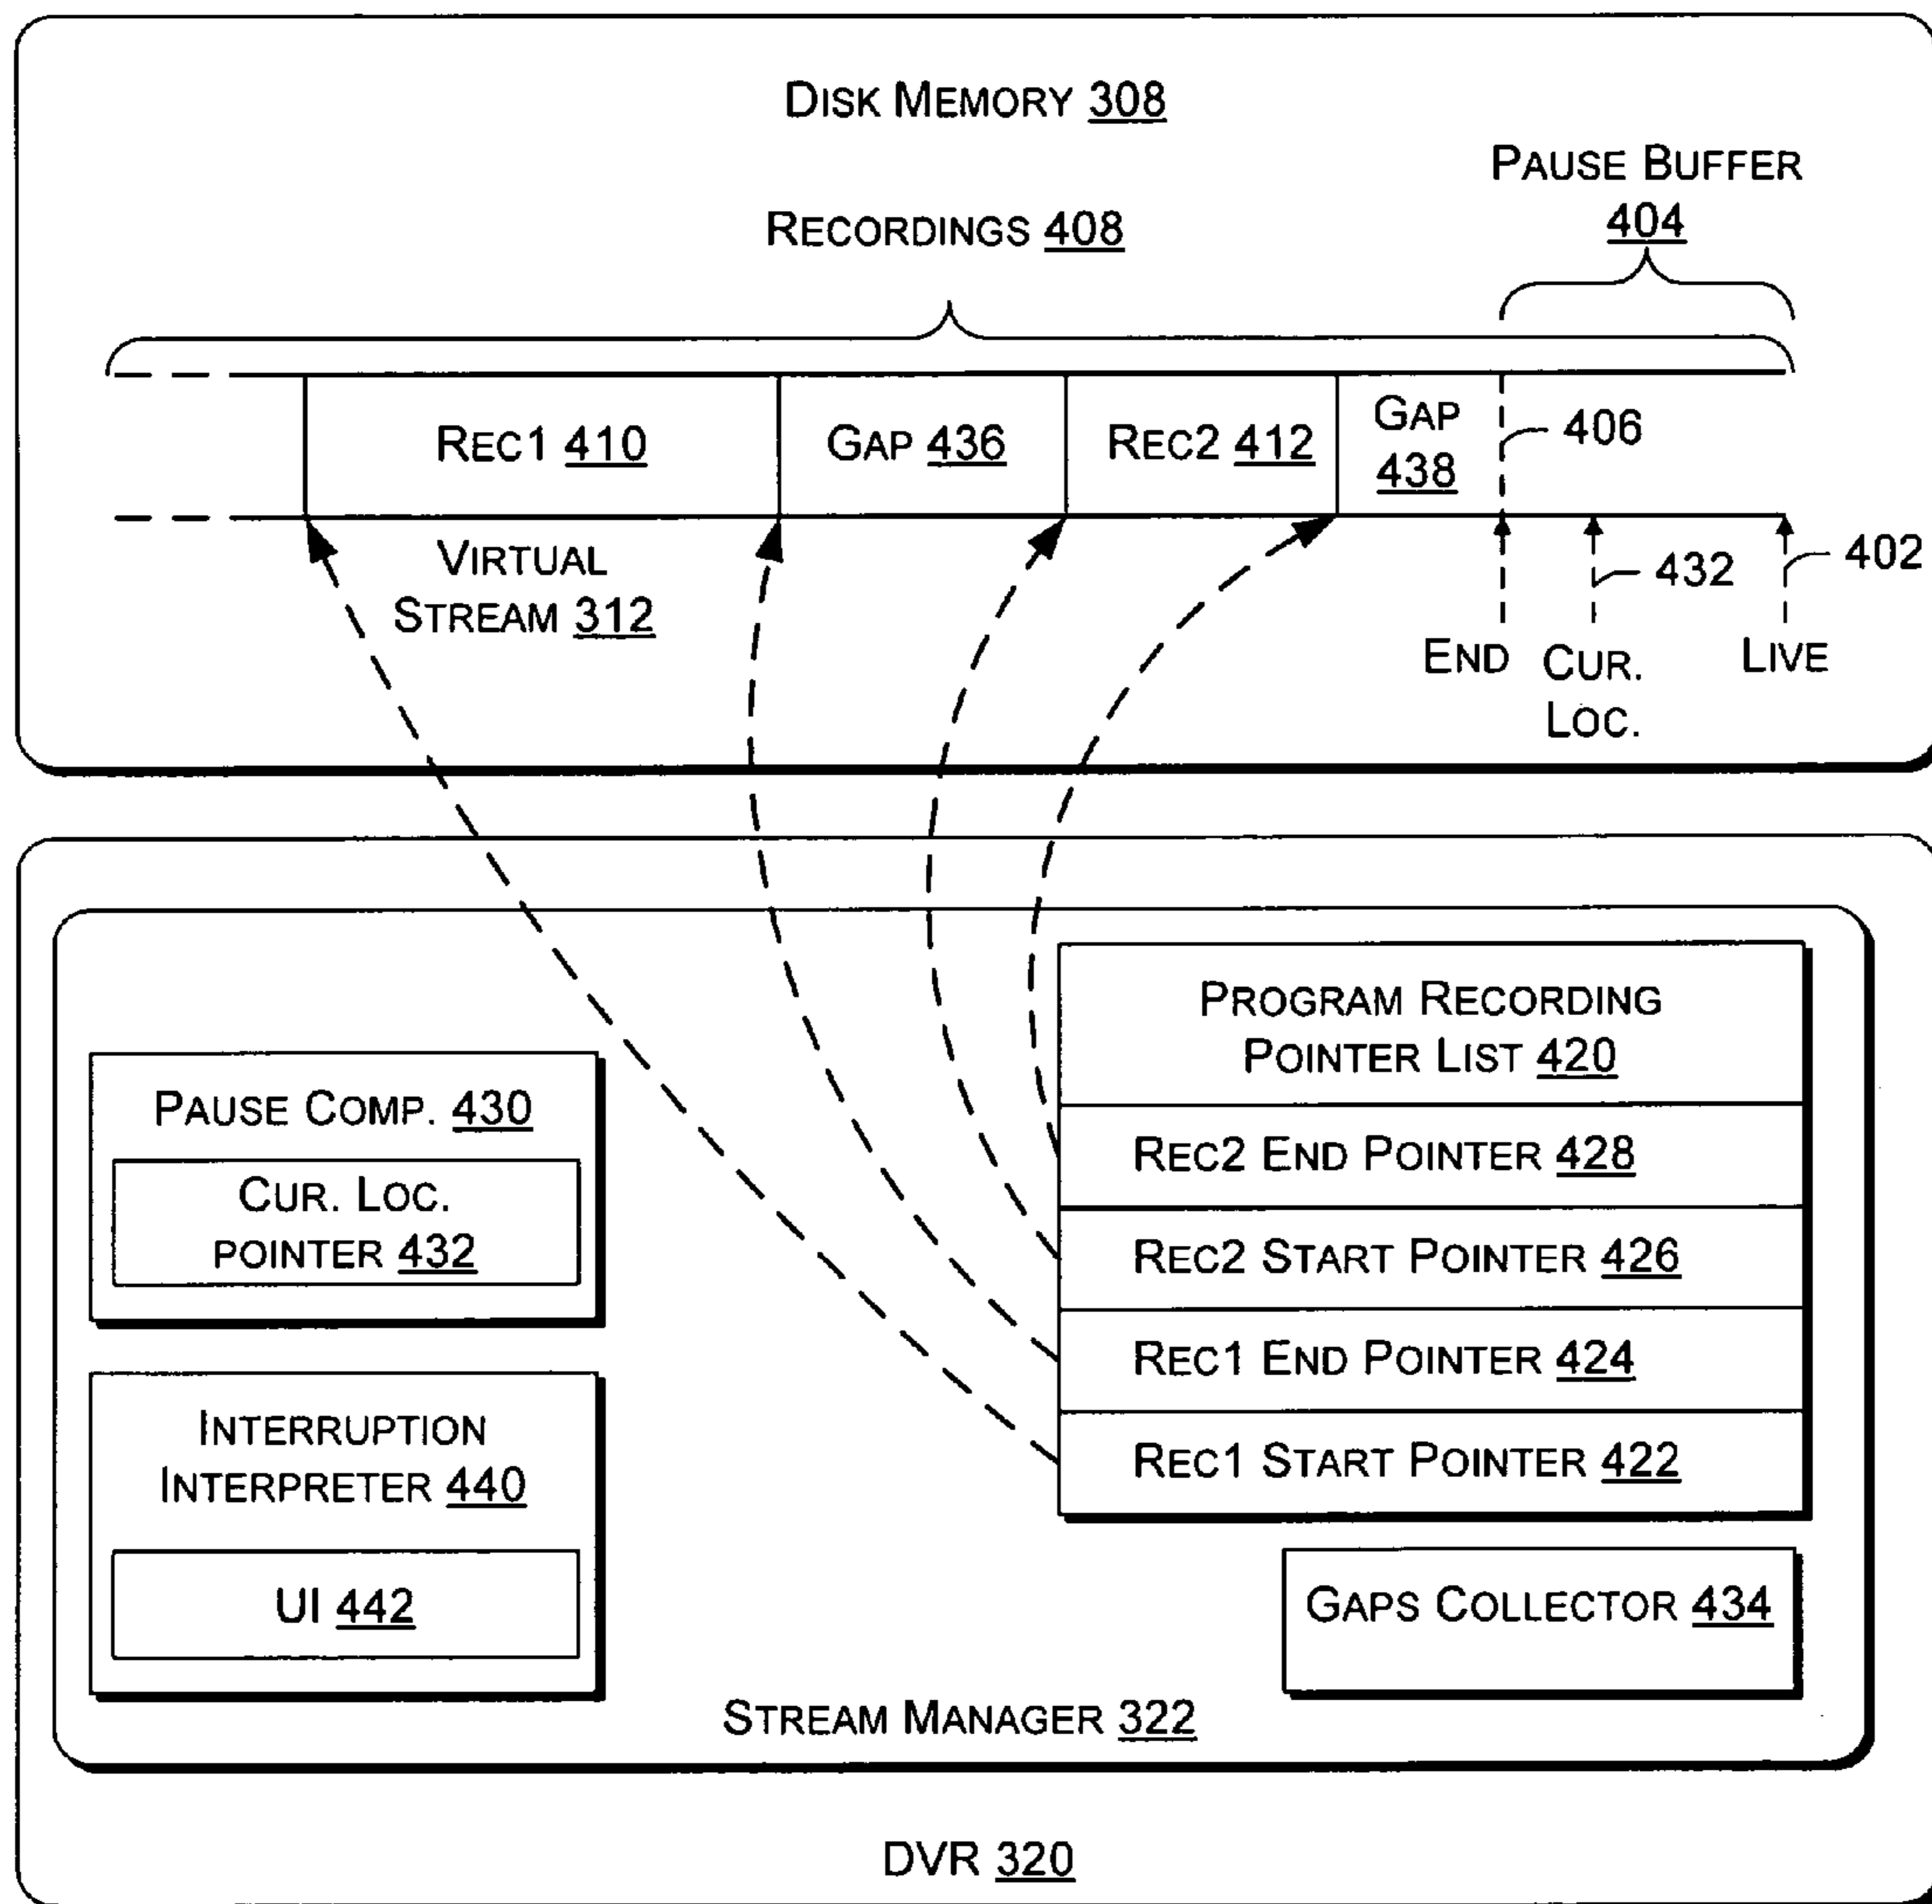 DISK MEMORY 308
PAUSE BUFFER
404
RECORDINGS 408
REC1 410
GAP 436
REC2 412
GAP
438
406
VIRTUAL
STREAM 312
432
402
END
CUR.
LOC.
LIVE
PROGRAM RECORDING
POINTER LIST 420
PAUSE COMP. 430
CUR. LOC.
POINTER 432
REC2 END POINTER 428
REC2 START POINTER 426
REC1 END POINTER 424
REC1 START POINTER 422
INTERRUPTION
INTERPRETER 440
UI 442
GAPS COLLECTOR 434
STREAM MANAGER 322
DVR 320